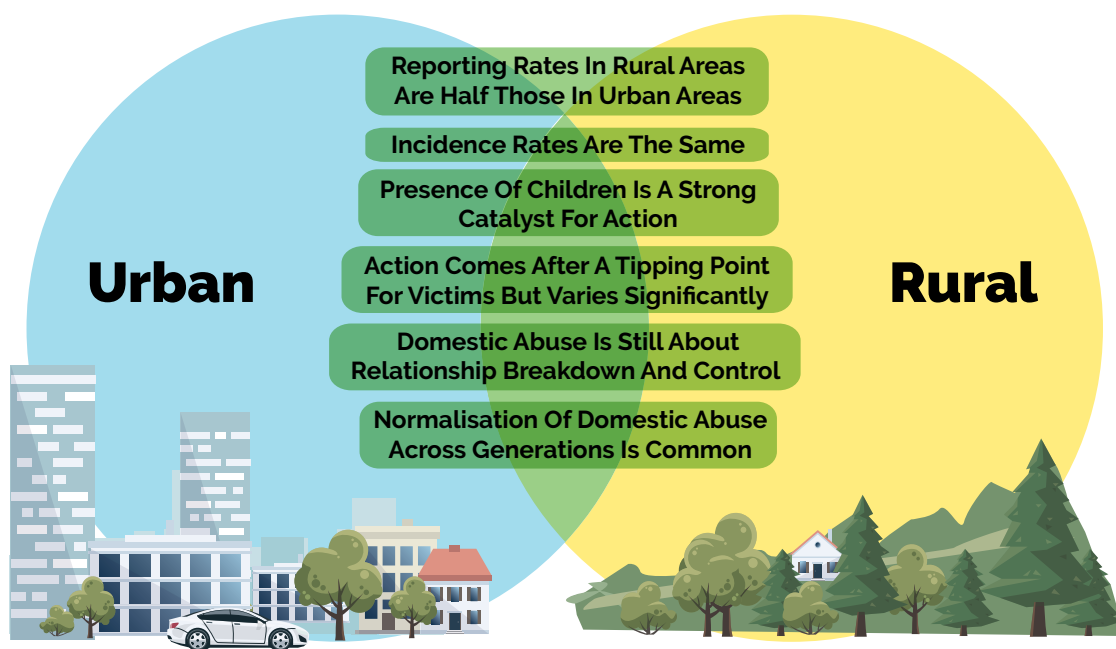 Reporting Rates In Rural Areas
Are Half Those In Urban Areas
Incidence Rates Are The Same
Presence Of Children Is A Strong
Catalyst For Action
Action Comes After A Tipping Point
For Victims But Varies Significantly
Domestic Abuse Is Still About
Relationship Breakdown And Control
Normalisation Of Domestic Abuse
Across Generations Is Common
Urban
Rural